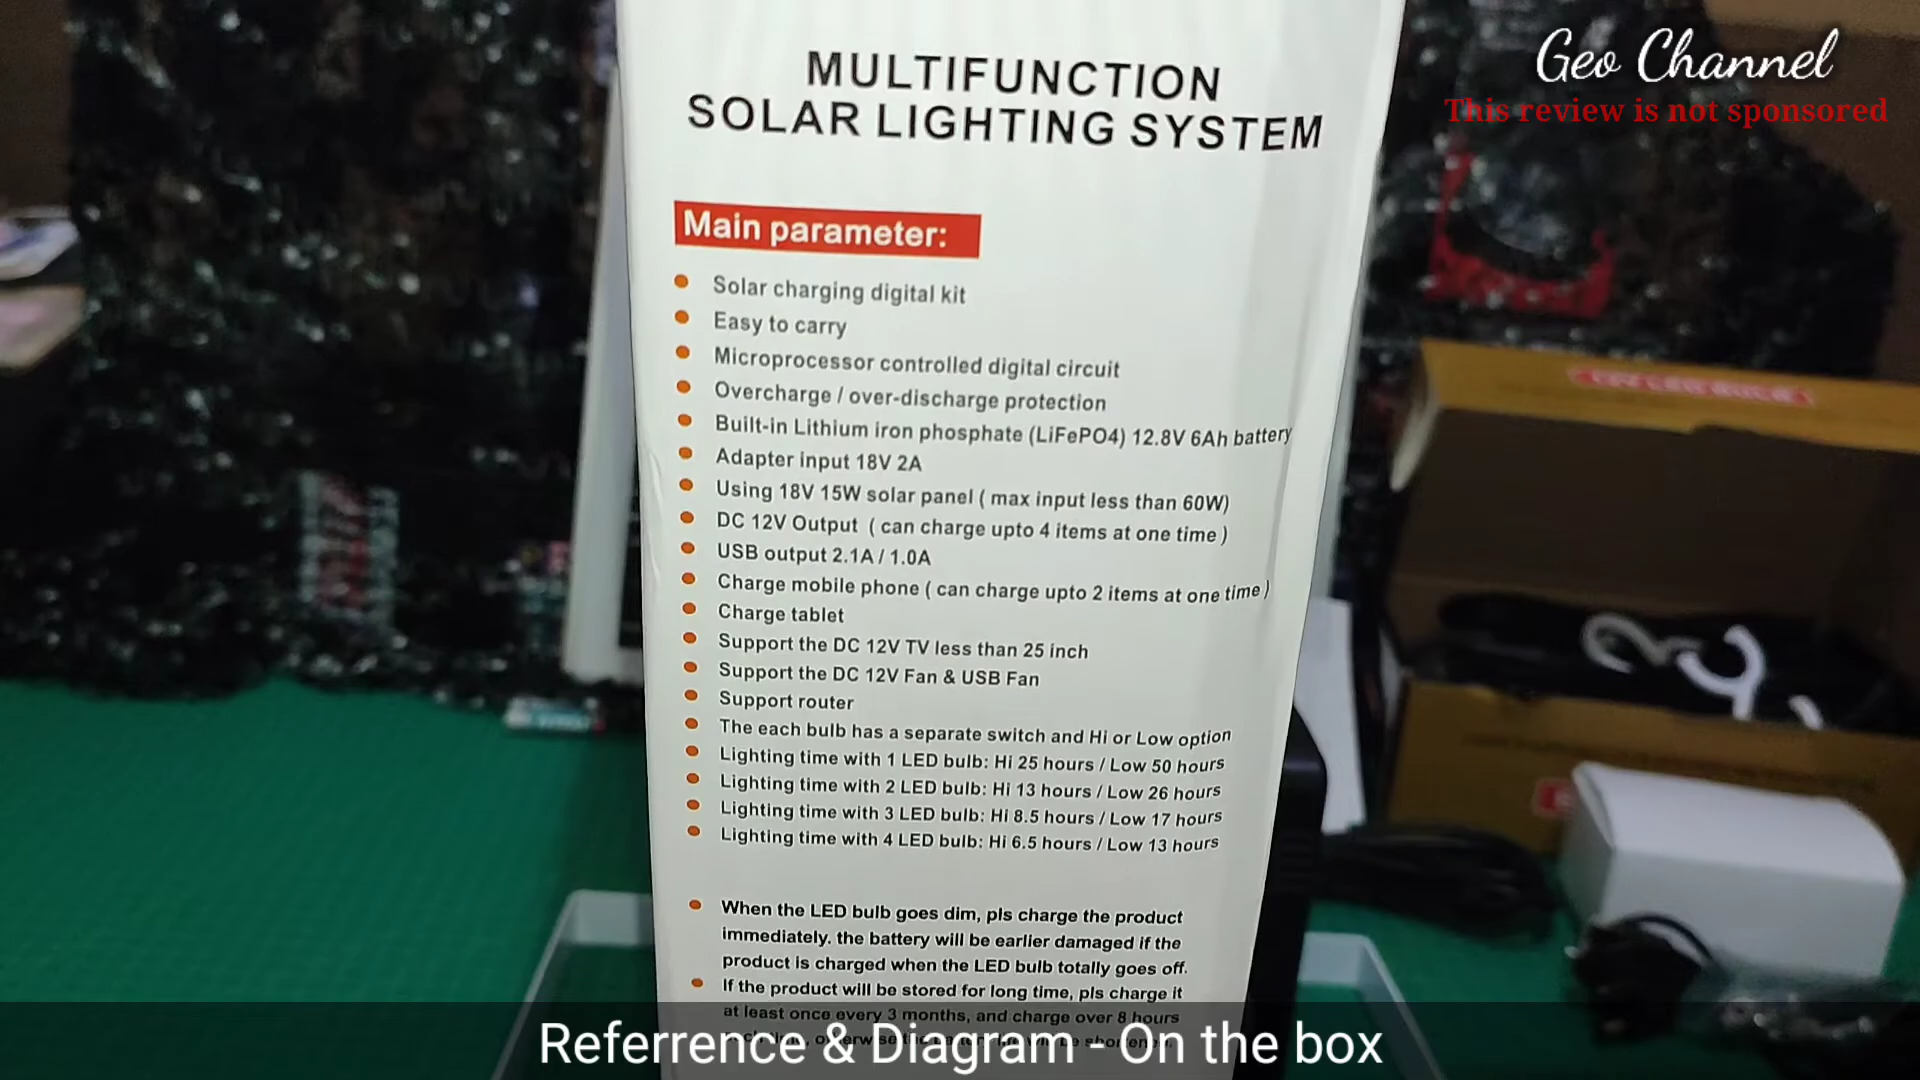 Geo Channel
This review is not sponsored
MULTIFUNCTION
SOLAR LIGHTING SYSTEM
Main parameter:
Solar charging digital kit
Easy to carry
Microprocessor controlled digital circuit
Overcharge / over-discharge protection
Built-in Lithium iron phosphate (LiFePO4) 12.8V 6Ah battery
Adapter input 18V 2A
Using 18V 15W solar panel ( max input less than 60W)
DC 12V Output ( can charge upto 4 items at one time )
USB output 2.1A / 1.0A
Charge mobile phone ( can charge upto 2 items at one time )
Charge tablet
Support the DC 12V TV less than 25 inch
Support the DC 12V Fan & USB Fan
Support router
The each bulb has a separate switch and Hi or Low option
Lighting time with 1 LED bulb: Hi 25 hours / Low 50 hours
Lighting time with 2 LED bulb: Hi 13 hours / Low 26 hours
Lighting time with 3 LED bulb: Hi 8.5 hours / Low 17 hours
Lighting time with 4 LED bulb: Hi 6.5 hours / Low 13 hours
When the LED bulb goes dim, pls charge the product
immediately. the battery will be earlier damaged if the
product is charged when the LED bulb totally goes off.
If the product will be stored for long time, pls charge it
at least once every 3 months, and charge over 8 hours
Referrence & Diagram - On the box